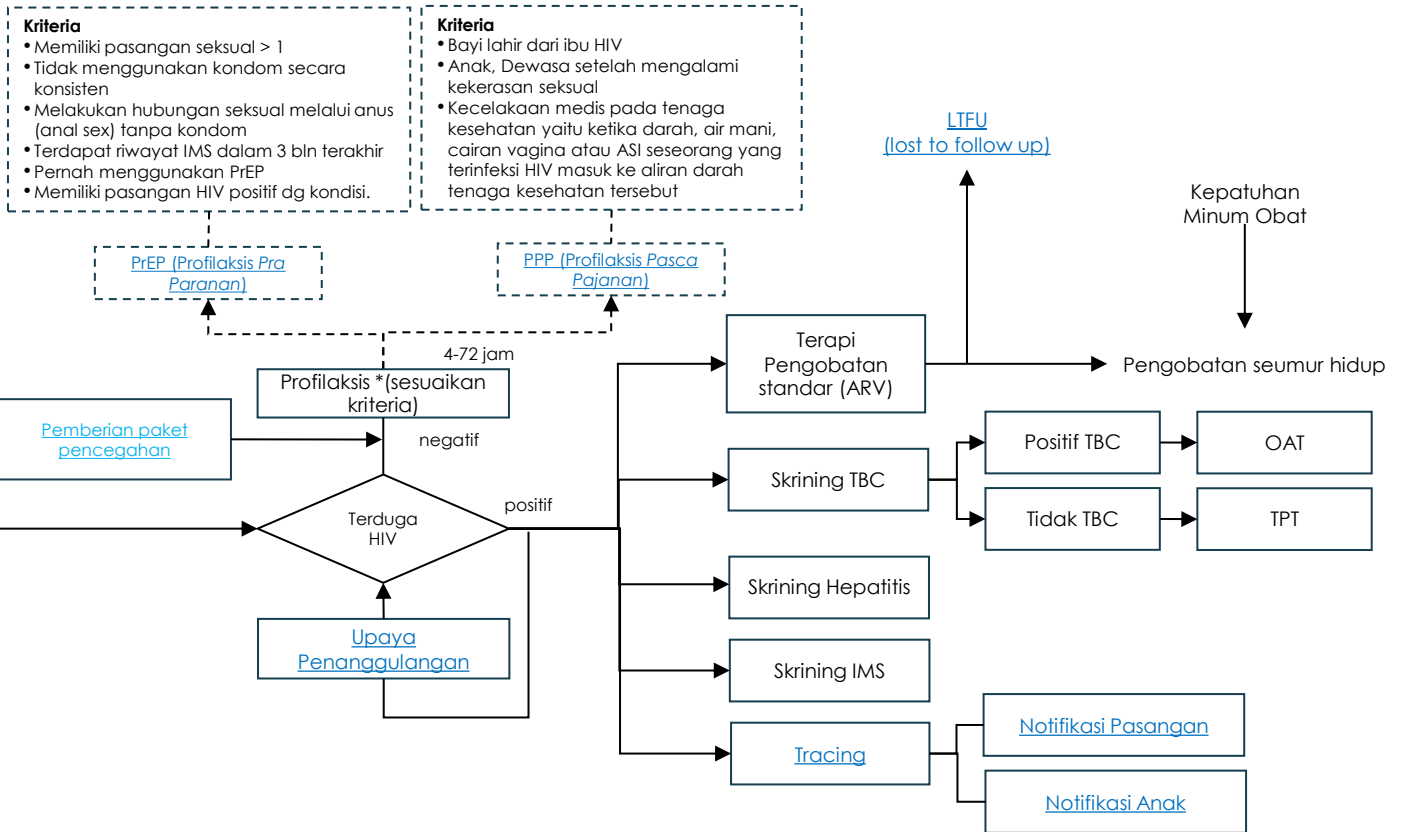 Kriteria
• Memiliki pasangan seksual > 1
• Tidak menggunakan kondom secara
konsisten
• Melakukan hubungan seksual melalui anus
(anal sex) tanpa kondom
• Terdapat riwayat IMS dalam 3 bln terakhir
• Pernah menggunakan PrEP
• Memiliki pasangan HIV positif dg kondisi.
Kriteria
• Bayi lahir dari ibu HIV
• Anak, Dewasa setelah mengalami
kekerasan seksual
• Kecelakaan medis pada tenaga
kesehatan yaitu ketika darah, air mani,
cairan vagina atau ASI seseorang yang
terinfeksi HIV masuk ke aliran darah
tenaga kesehatan tersebut
LTFU
(lost to follow up)
Kepatuhan
Minum Obat
PrEP (Profilaksis Pra
Paranan)
PPP (Profilaksis Pasca
Pajanan)
4-72 jam
Profilaksis *(sesuaikan
kriteria)
Terapi
Pengobatan
standar (ARV)
Pengobatan seumur hidup
Pemberian paket
pencegahan
negatif
Positif TBC
OAT
Skrining TBC
Tidak TBC
TPT
positif
Terduga
HIV
Skrining Hepatitis
Upaya
Penanggulangan
Skrining IMS
Tracing
Notifikasi Pasangan
Notifikasi Anak